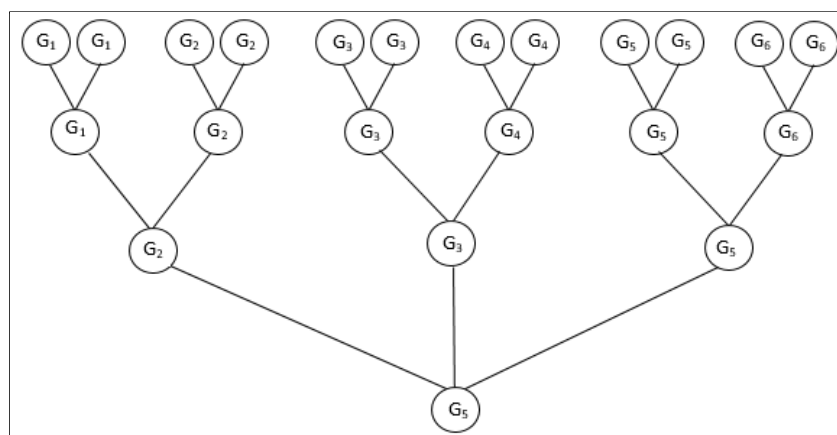 G₁ G₁ G₂ G₂ G₃ G₃ G₄ G₄ G₅ G₅ G₆ G₆
G₁ G₂ G₃ G₄ G₅ G₆
G₂ G₃ G₅
G₅